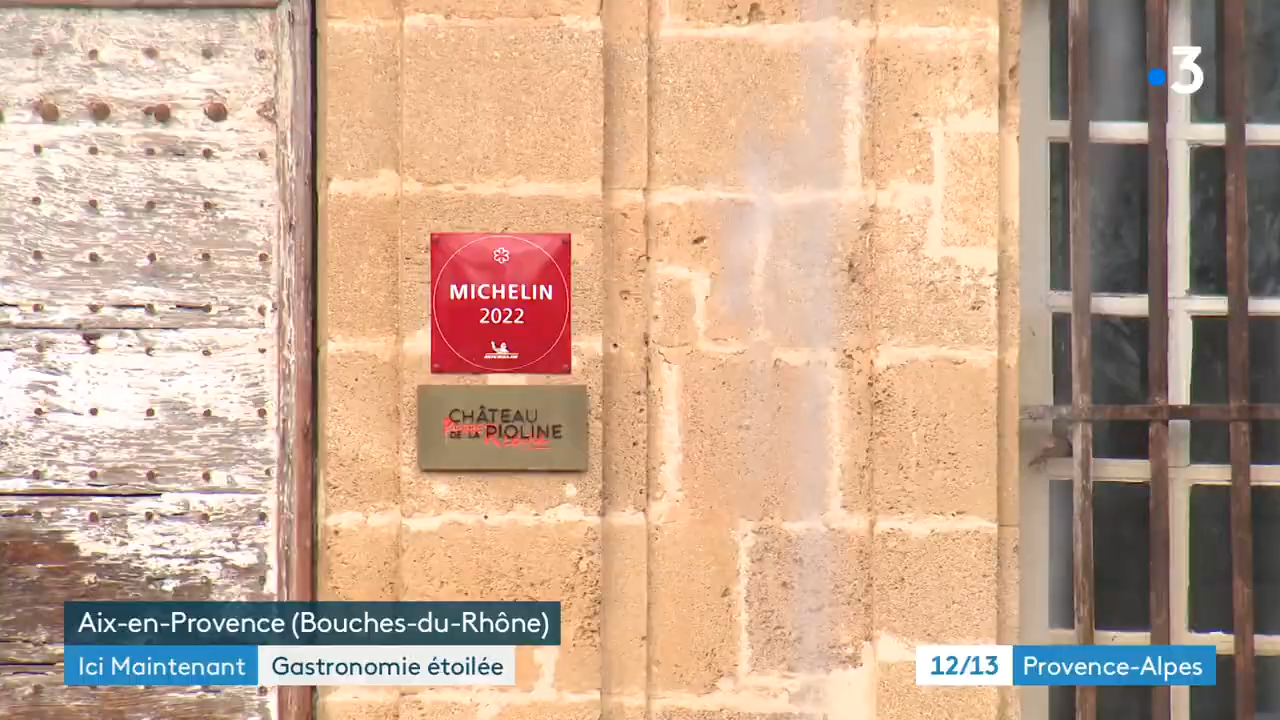 3
MICHELIN
2022
CHÂTEAU
DE LA PIOLINE
Aix-en-Provence (Bouches-du-Rhône)
Ici Maintenant Gastronomie étoilée
12/13 Provence-Alpes